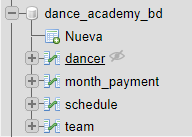 dance_academy_bd
Nueva
dancer
month_payment
schedule
team